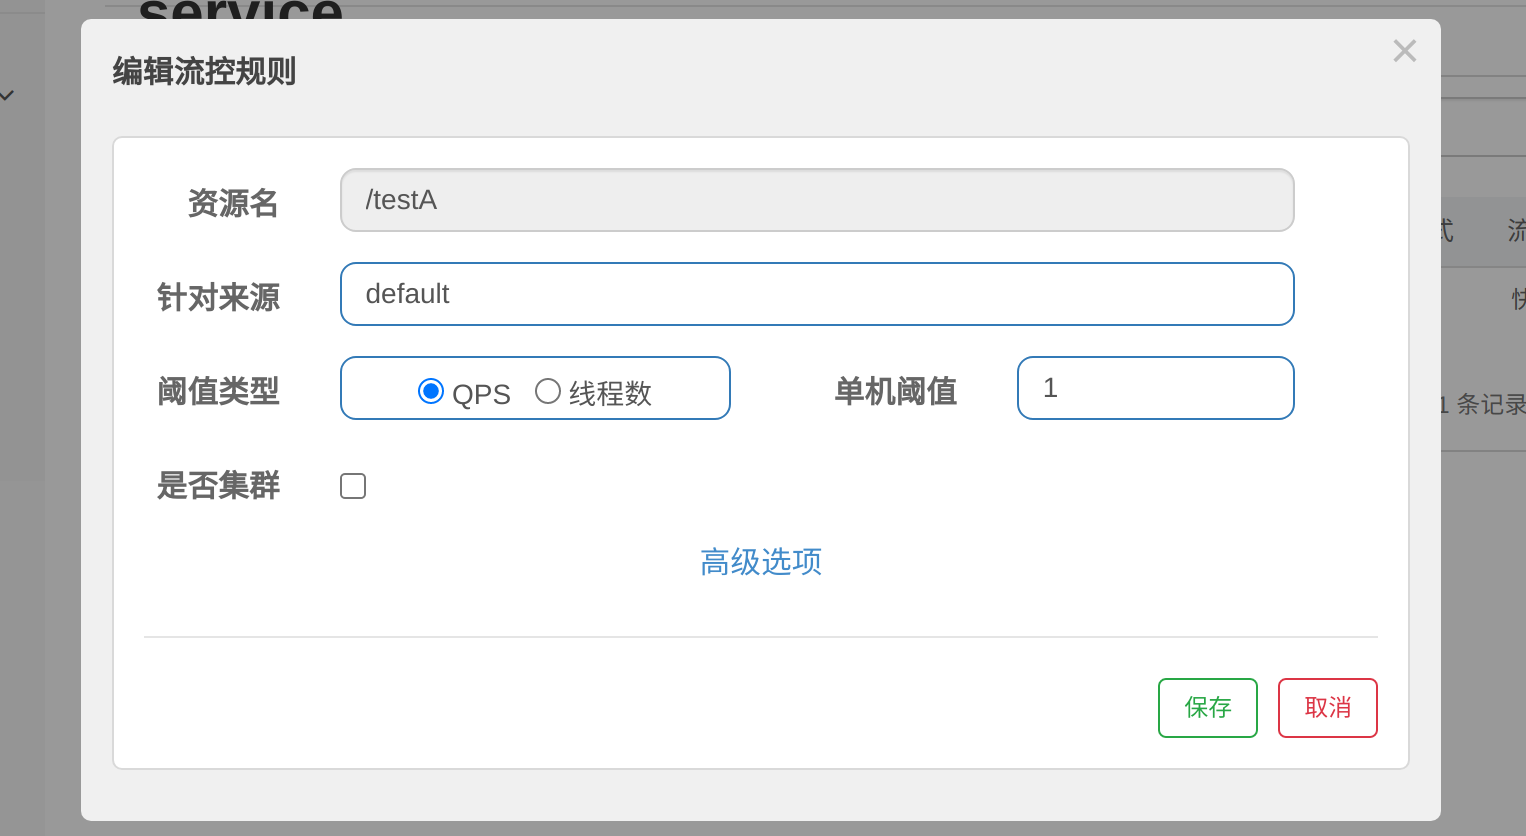 service
编辑流控规则
资源名 /testA
针对来源 default
阈值类型 QPS 线程数 单机阈值 1
是否集群
高级选项
保存 取消
式 流
快
1 条记录